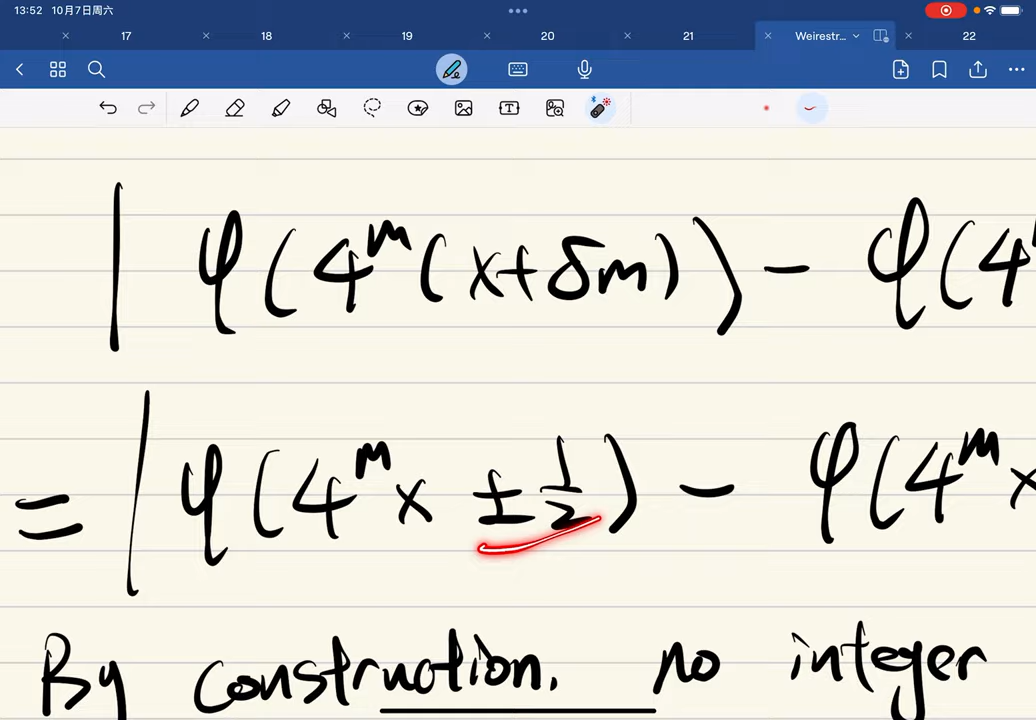 13:52 10月7日周六
17 18 19 20 21 Weirestr... 22
| φ(4^m(x+δm)) - φ(4^m
= | φ(4^m x ± 1/2) - φ(4^m x
By construction, no integer